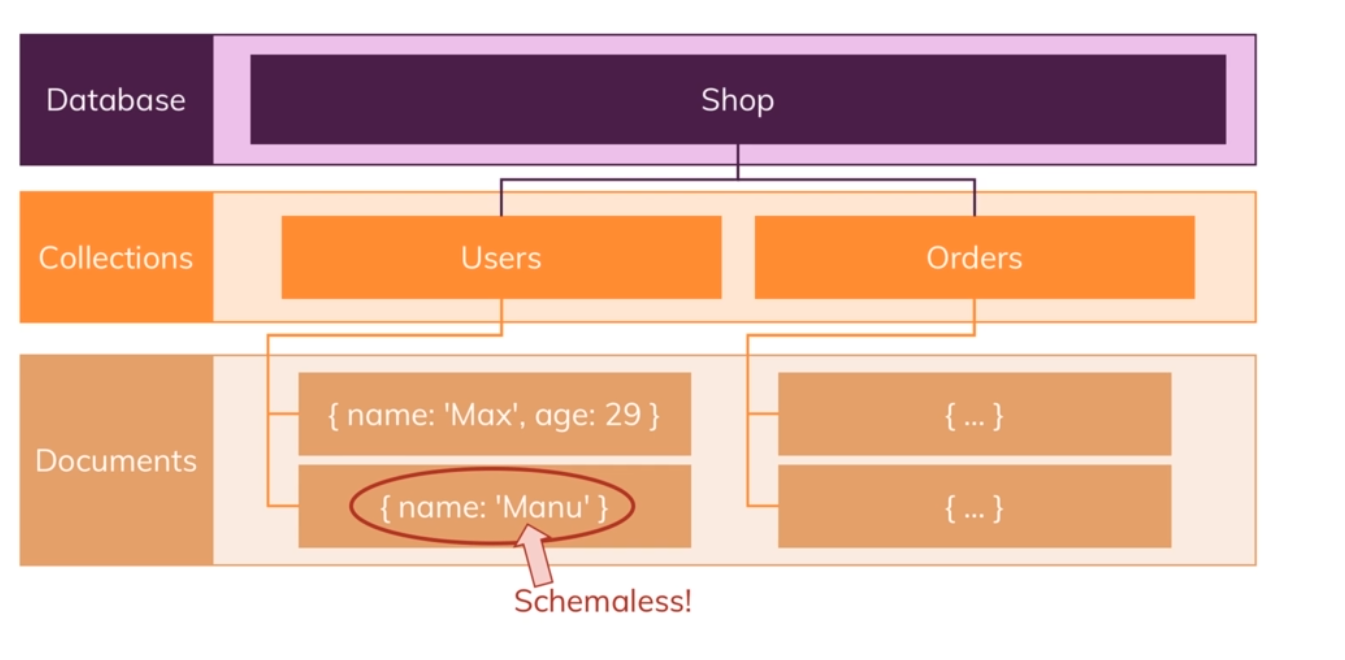 Database
Shop
Collections
Users
Orders
Documents
{ name: 'Max', age: 29 }
{ ... }
{ name: 'Manu' }
{ ... }
Schemaless!